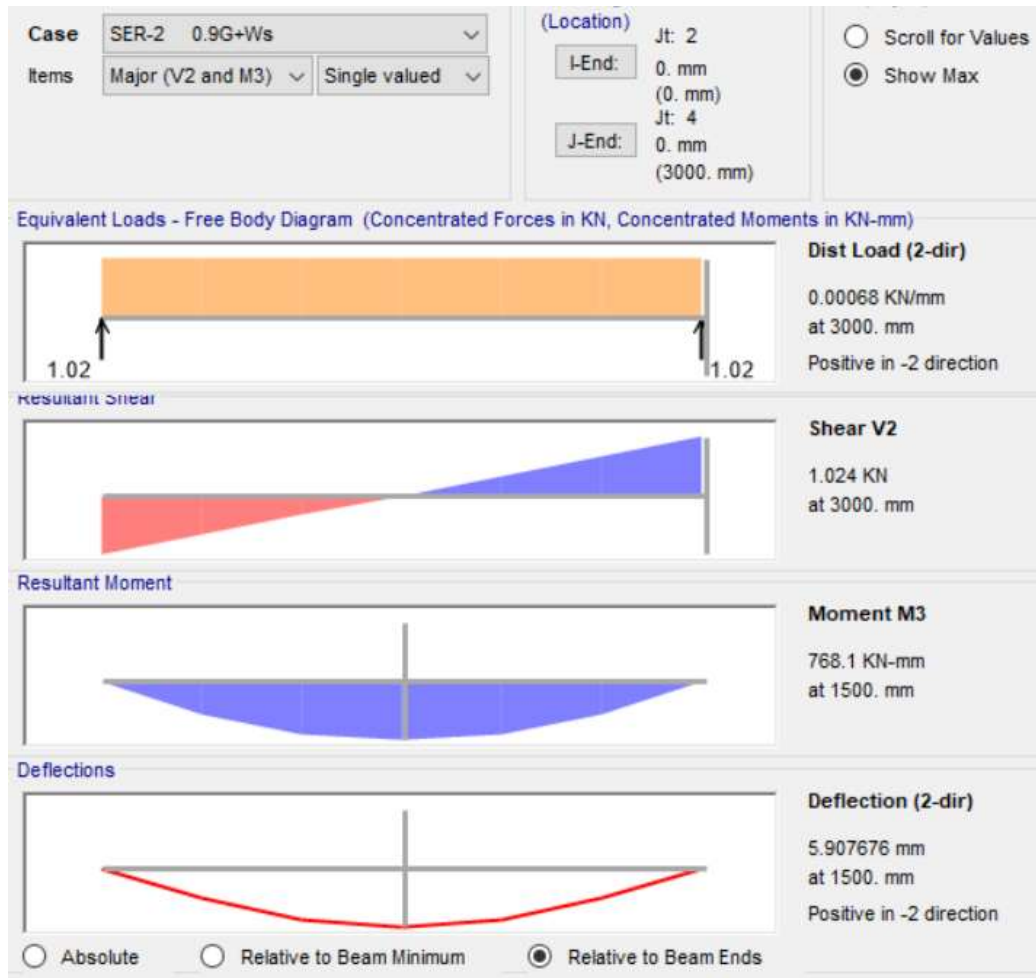 Case
SER-2 0.9G+Ws
Items
Major (V2 and M3)
Single valued
(Location)
I-End:
Jt: 2
0. mm
(0. mm)
J-End:
Jt: 4
0. mm
(3000. mm)
Scroll for Values
Show Max
Equivalent Loads - Free Body Diagram (Concentrated Forces in KN, Concentrated Moments in KN-mm)
1.02
1.02
Dist Load (2-dir)
0.00068 KN/mm
at 3000. mm
Positive in -2 direction
Resultant Shear
Shear V2
1.024 KN
at 3000. mm
Resultant Moment
Moment M3
768.1 KN-mm
at 1500. mm
Deflections
Deflection (2-dir)
5.907676 mm
at 1500. mm
Positive in -2 direction
Absolute
Relative to Beam Minimum
Relative to Beam Ends